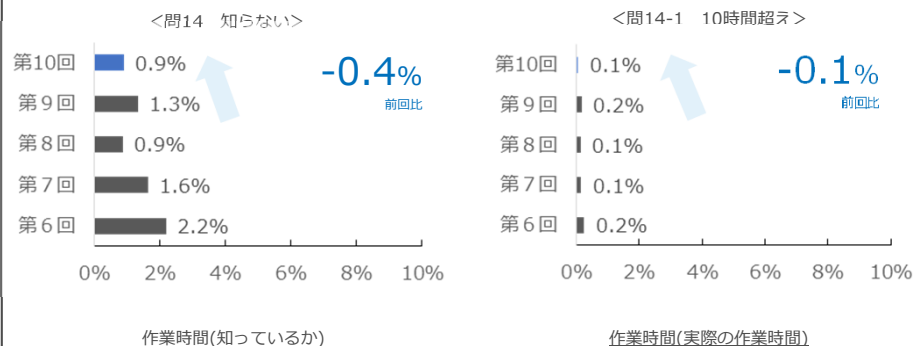 <問14　知らない>
第10回 0.9%
第９回 1.3%
第８回 0.9%
第７回 1.6%
第６回 2.2%
0% 2% 4% 6% 8% 10%
-0.4%
前回比
作業時間(知っているか)
<問14-1　10時間超え>
第10回 0.1%
第９回 0.2%
第８回 0.1%
第７回 0.1%
第６回 0.2%
0% 2% 4% 6% 8% 10%
-0.1%
前回比
作業時間(実際の作業時間)